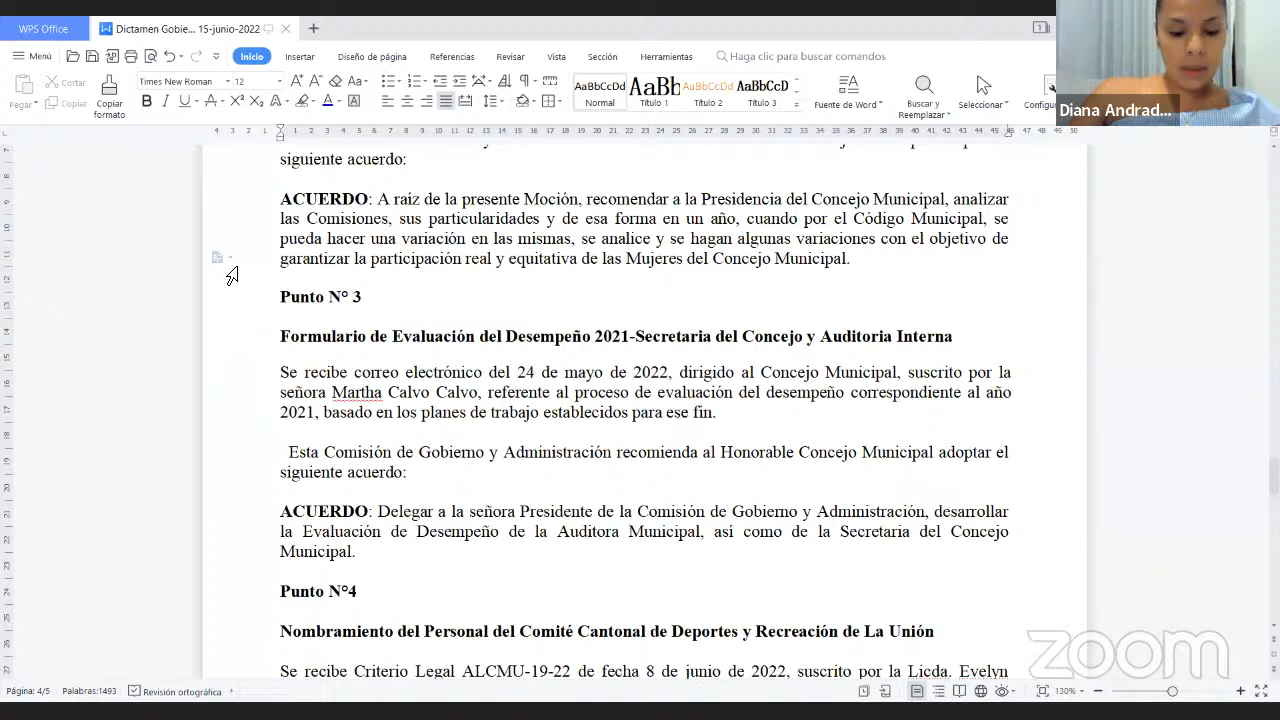 WPS Office
Dictamen Gobie... 15-junio-2022
Menú
Inicio
Insertar
Diseño de página
Referencias
Revisar
Vista
Sección
Herramientas
Haga clic para buscar comandos
Pegar
Cortar
Copiar
Copiar formato
Times New Roman
12
AaBbCcDd Normal
AaBb Título 1
AaBbCcDd Título 2
AaBbCcD Título 3
Fuente de Word
Buscar y Reemplazar
Seleccionar
Diana Andrad...
siguiente acuerdo:
ACUERDO: A raíz de la presente Moción, recomendar a la Presidencia del Concejo Municipal, analizar
las Comisiones, sus particularidades y de esa forma en un año, cuando por el Código Municipal, se
pueda hacer una variación en las mismas, se analice y se hagan algunas variaciones con el objetivo de
garantizar la participación real y equitativa de las Mujeres del Concejo Municipal.
Punto N° 3
Formulario de Evaluación del Desempeño 2021-Secretaria del Concejo y Auditoria Interna
Se recibe correo electrónico del 24 de mayo de 2022, dirigido al Concejo Municipal, suscrito por la
señora Martha Calvo Calvo, referente al proceso de evaluación del desempeño correspondiente al año
2021, basado en los planes de trabajo establecidos para ese fin.
Esta Comisión de Gobierno y Administración recomienda al Honorable Concejo Municipal adoptar el
siguiente acuerdo:
ACUERDO: Delegar a la señora Presidente de la Comisión de Gobierno y Administración, desarrollar
la Evaluación de Desempeño de la Auditora Municipal, así como de la Secretaria del Concejo
Municipal.
Punto N°4
Nombramiento del Personal del Comité Cantonal de Deportes y Recreación de La Unión
Se recibe Criterio Legal ALCMU-19-22 de fecha 8 de junio de 2022, suscrito por la Licda. Evelyn
zoom
Página: 4/5
Palabras:1493
Revisión ortográfica
130%